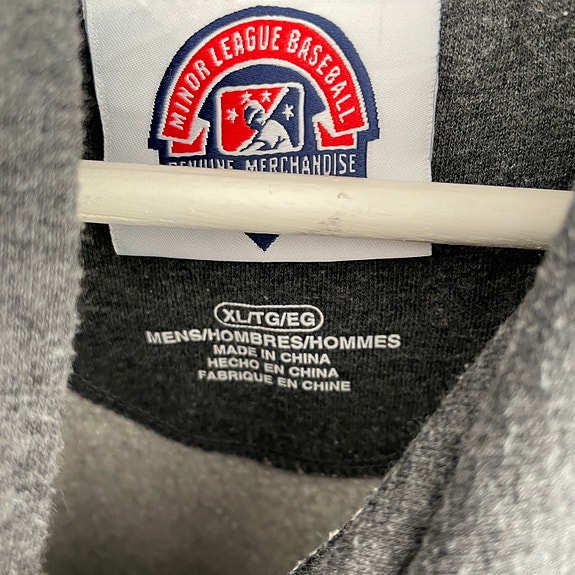 MINOR LEAGUE BASEBALL
GENUINE MERCHANDISE
XL/TG/EG
MENS/HOMBRES/HOMMES
MADE IN CHINA
HECHO EN CHINA
FABRIQUE EN CHINE